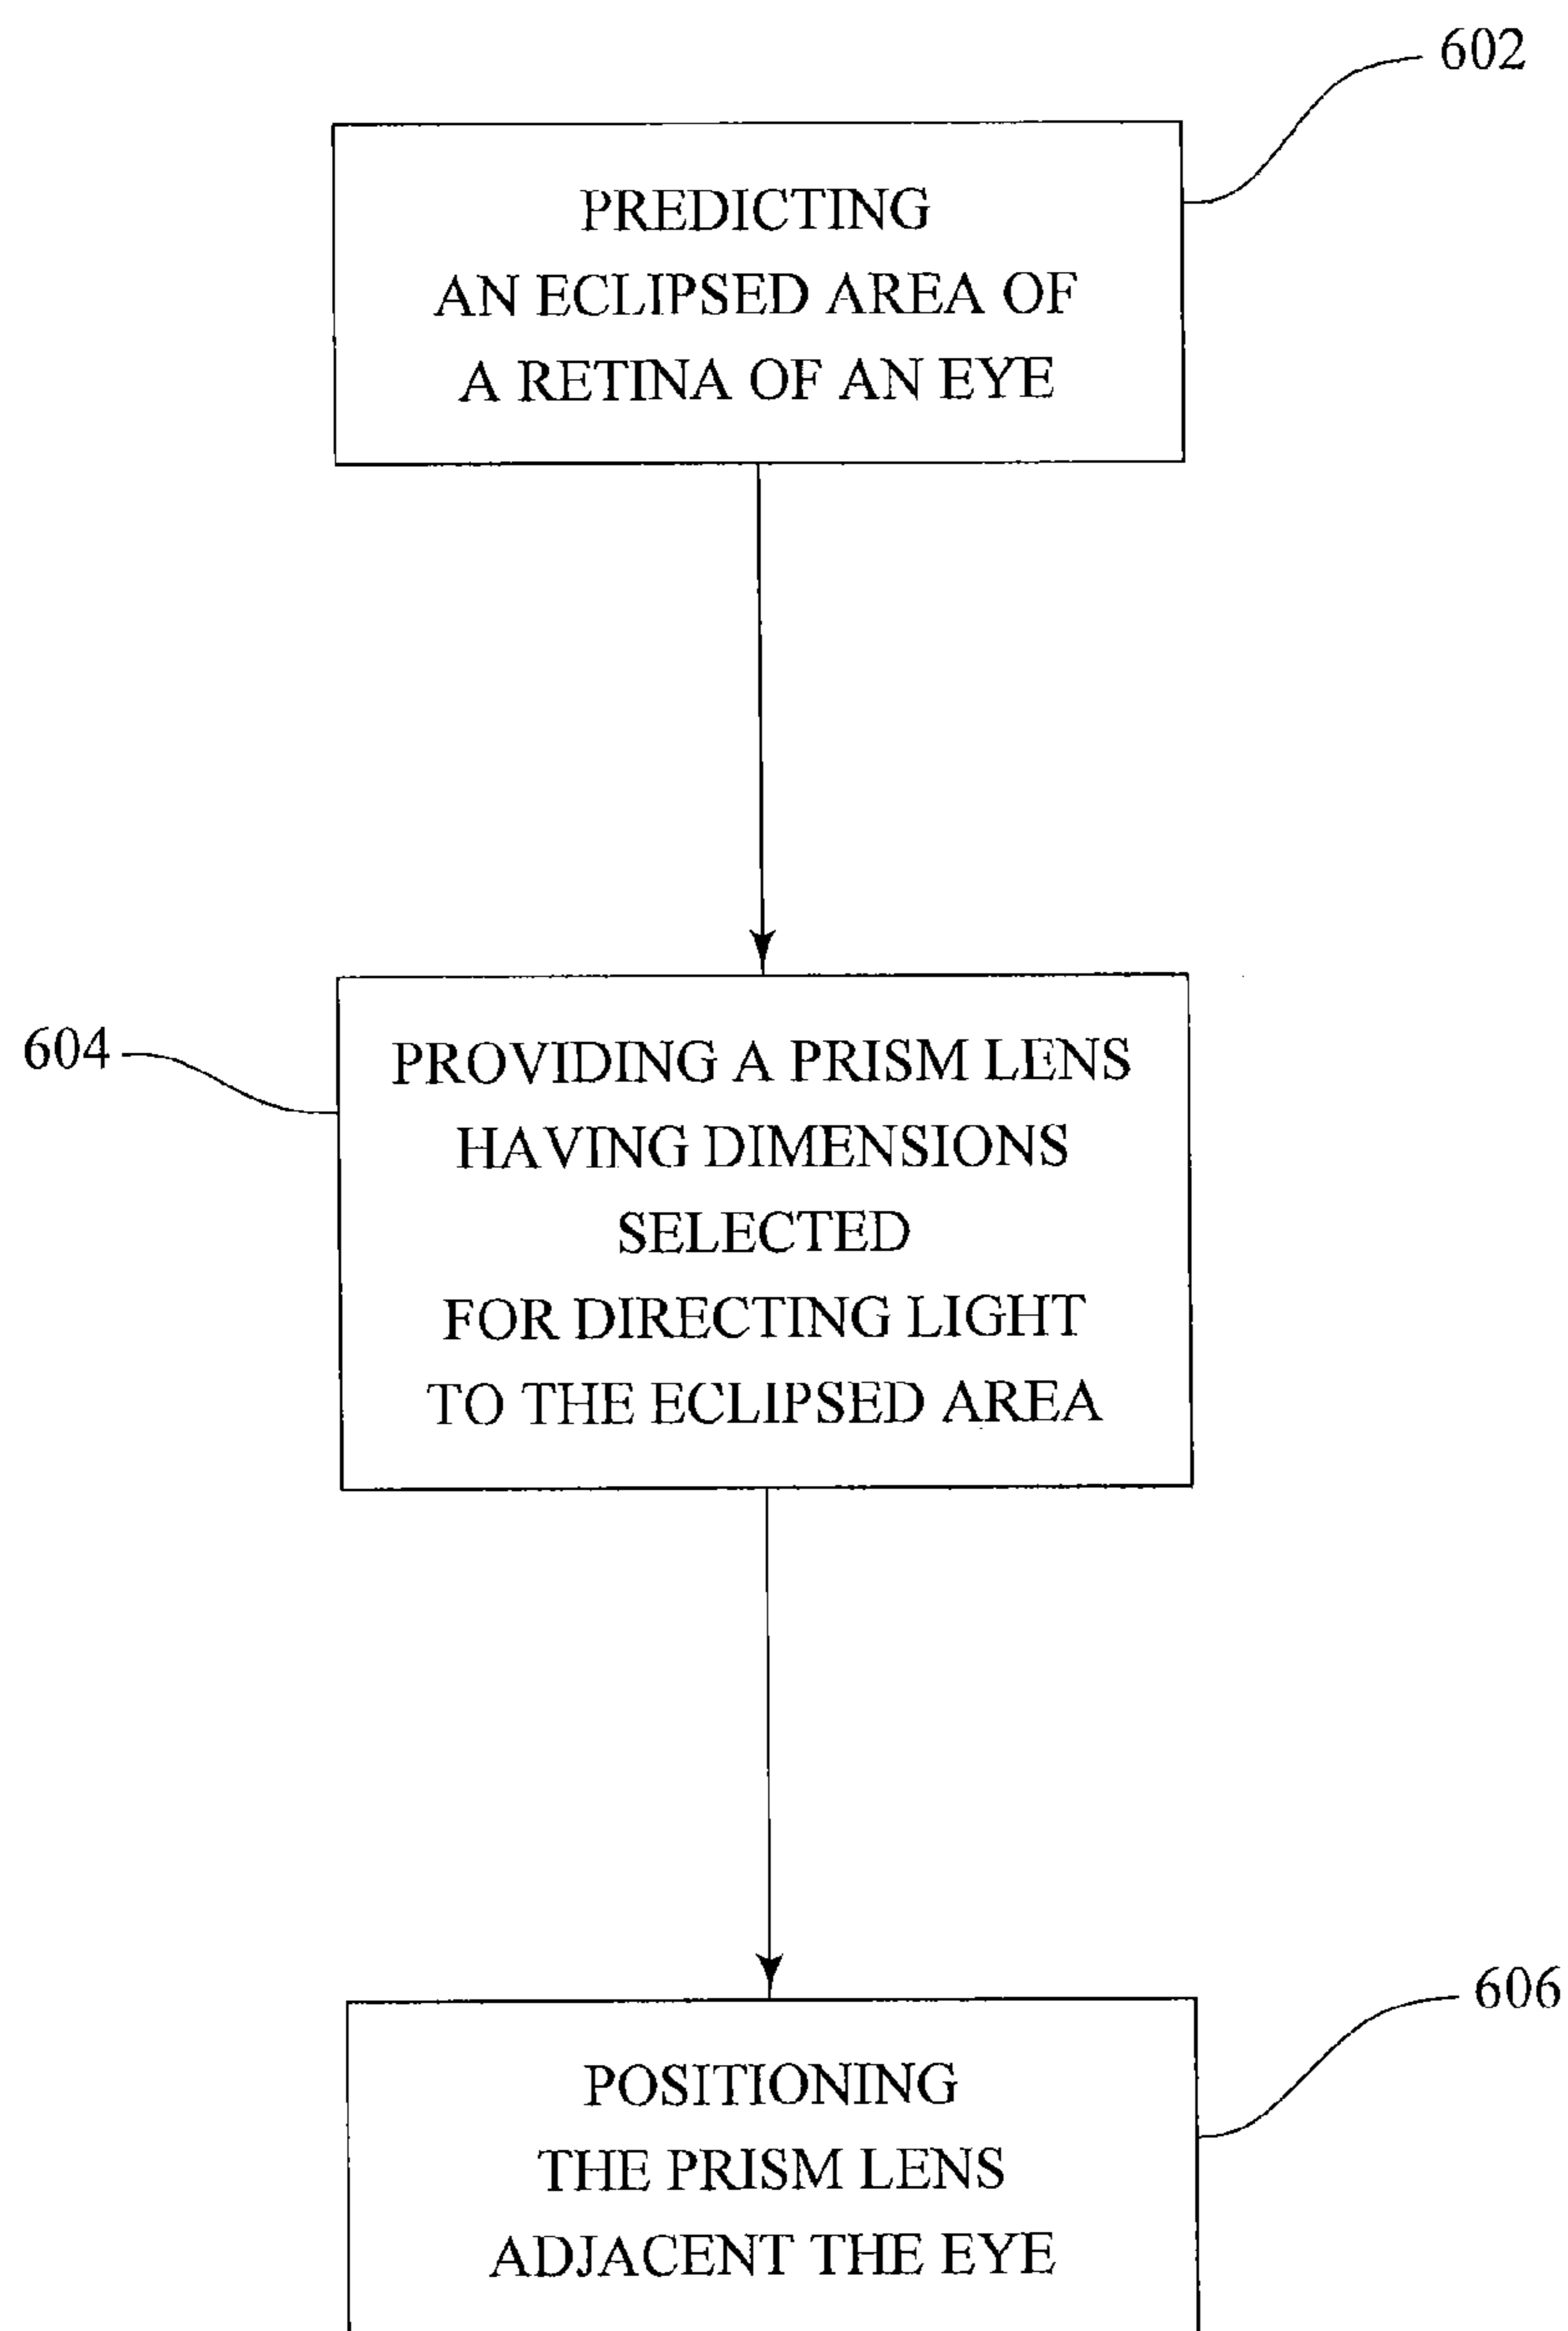 602
PREDICTING
AN ECLIPSED AREA OF
A RETINA OF AN EYE
604
PROVIDING A PRISM LENS
HAVING DIMENSIONS
SELECTED
FOR DIRECTING LIGHT
TO THE ECLIPSED AREA
606
POSITIONING
THE PRISM LENS
ADJACENT THE EYE